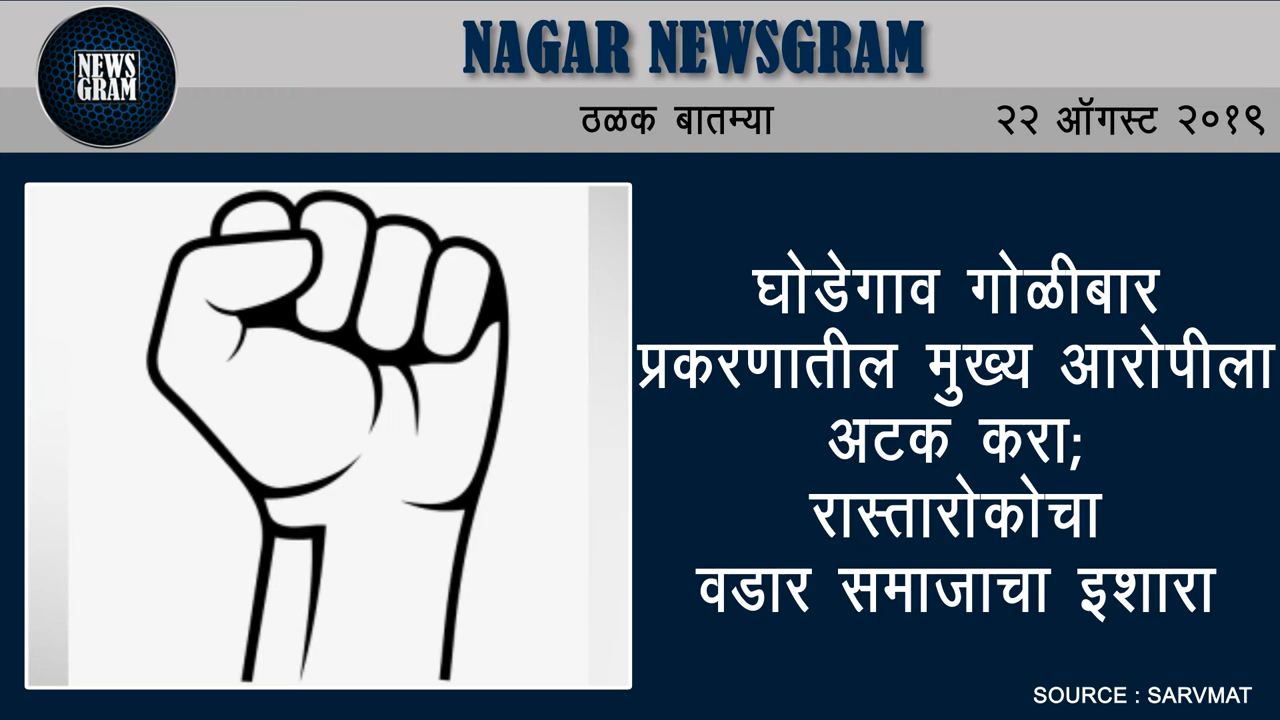 NEWS
GRAM
NAGAR NEWSGRAM
ठळक बातम्या
२२ ऑगस्ट २०१९
घोडेगाव गोळीबार
प्रकरणातील मुख्य आरोपीला
अटक करा;
रास्तारोकोचा
वडार समाजाचा इशारा
SOURCE : SARVMAT